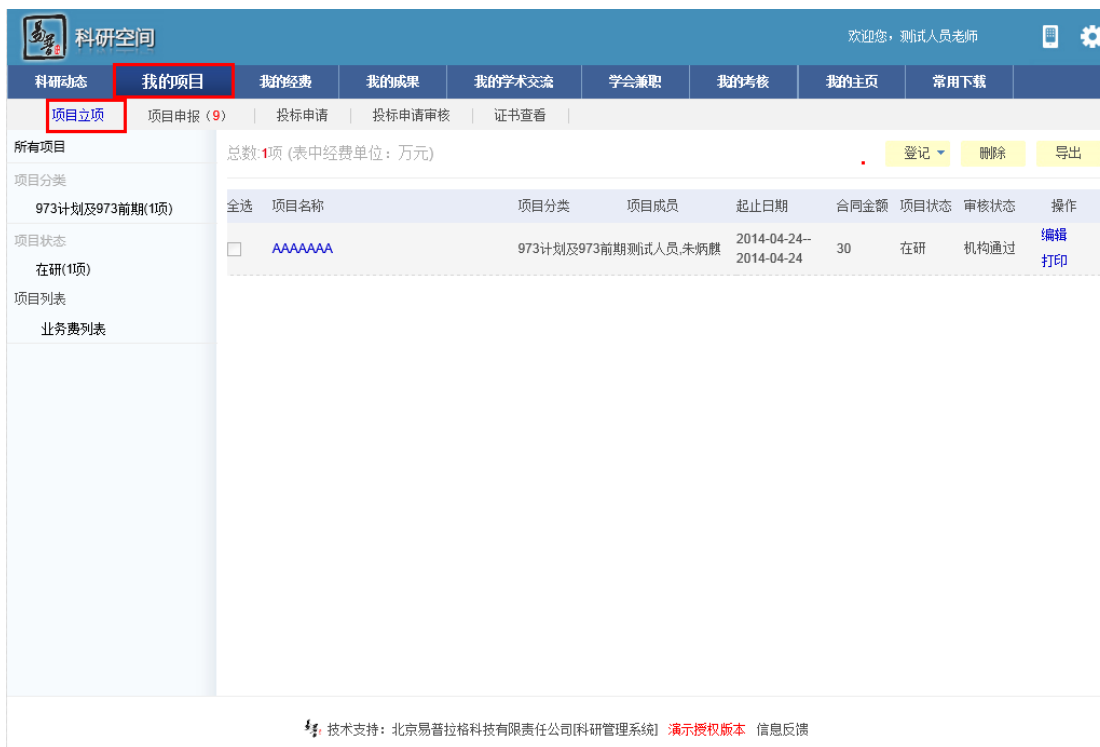 易普 科研空间 欢迎您，测试人员老师
科研动态 我的项目 我的经费 我的成果 我的学术交流 学会兼职 我的考核 我的主页 常用下载
项目立项 项目申报（9） 投标申请 投标申请审核 证书查看
所有项目
总数:1项 (表中经费单位：万元) 登记 删除 导出
项目分类
973计划及973前期(1项)
项目状态
在研(1项)
项目列表
业务费列表
全选 项目名称 项目分类 项目成员 起止日期 合同金额 项目状态 审核状态 操作
AAAAAAA 973计划及973前期 测试人员,朱炳麒 2014-04-24--
2014-04-24 30 在研 机构通过 编辑
打印
易普 技术支持：北京易普拉格科技有限责任公司[科研管理系统] 演示授权版本 信息反馈